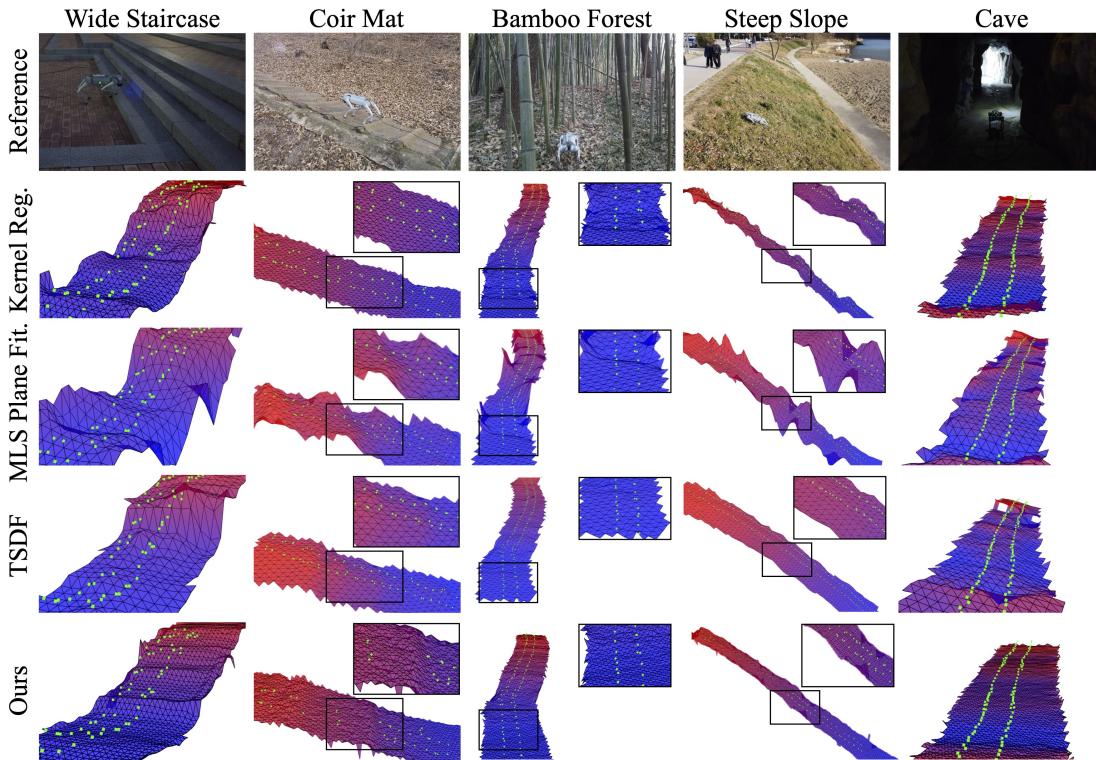 Wide Staircase
Coir Mat
Bamboo Forest
Steep Slope
Cave
Reference
Kernel Reg.
MLS Plane Fit.
TSDF
Ours